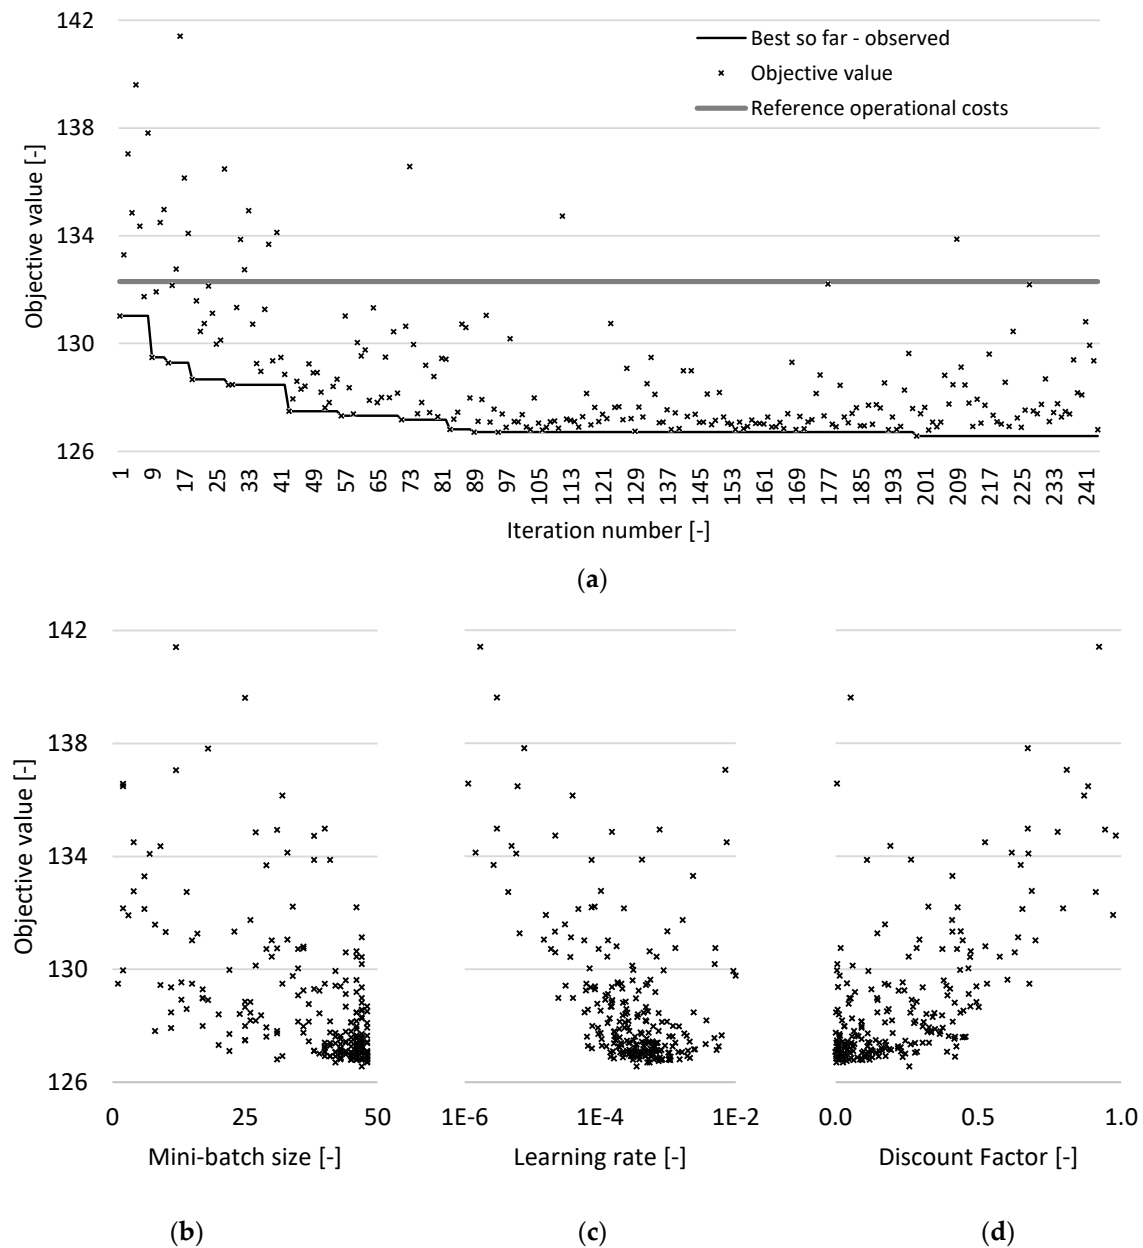 142
138
134
130
126
Objective value [-]
Best so far - observed
Objective value
Reference operational costs
1 9 17 25 33 41 49 57 65 73 81 89 97 105 113 121 129 137 145 153 161 169 177 185 193 201 209 217 225 233 241
Iteration number [-]
(a)
142
138
134
130
126
Objective value [-]
0 25 50
Mini-batch size [-]
(b)
1E-6 1E-4 1E-2
Learning rate [-]
(c)
0.0 0.5 1.0
Discount Factor [-]
(d)